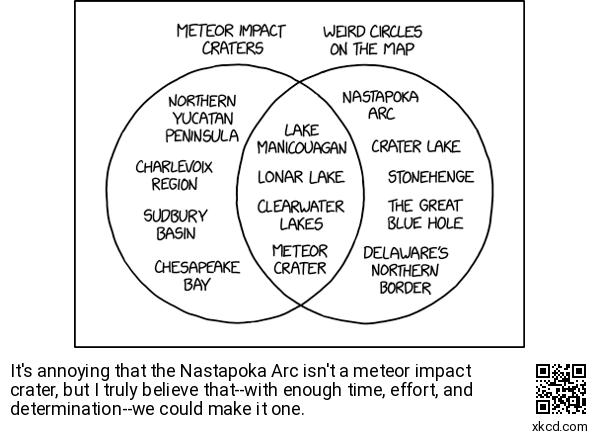 METEOR IMPACT
CRATERS
WEIRD CIRCLES
ON THE MAP
NORTHERN
YUCATAN
PENINSULA
CHARLEVOIX
REGION
SUDBURY
BASIN
CHESAPEAKE
BAY
LAKE
MANICOUAGAN
LONAR LAKE
CLEARWATER
LAKES
METEOR
CRATER
NASTAPOKA
ARC
CRATER LAKE
STONEHENGE
THE GREAT
BLUE HOLE
DELAWARE'S
NORTHERN
BORDER
It's annoying that the Nastapoka Arc isn't a meteor impact
crater, but I truly believe that--with enough time, effort, and
determination--we could make it one.
xkcd.com